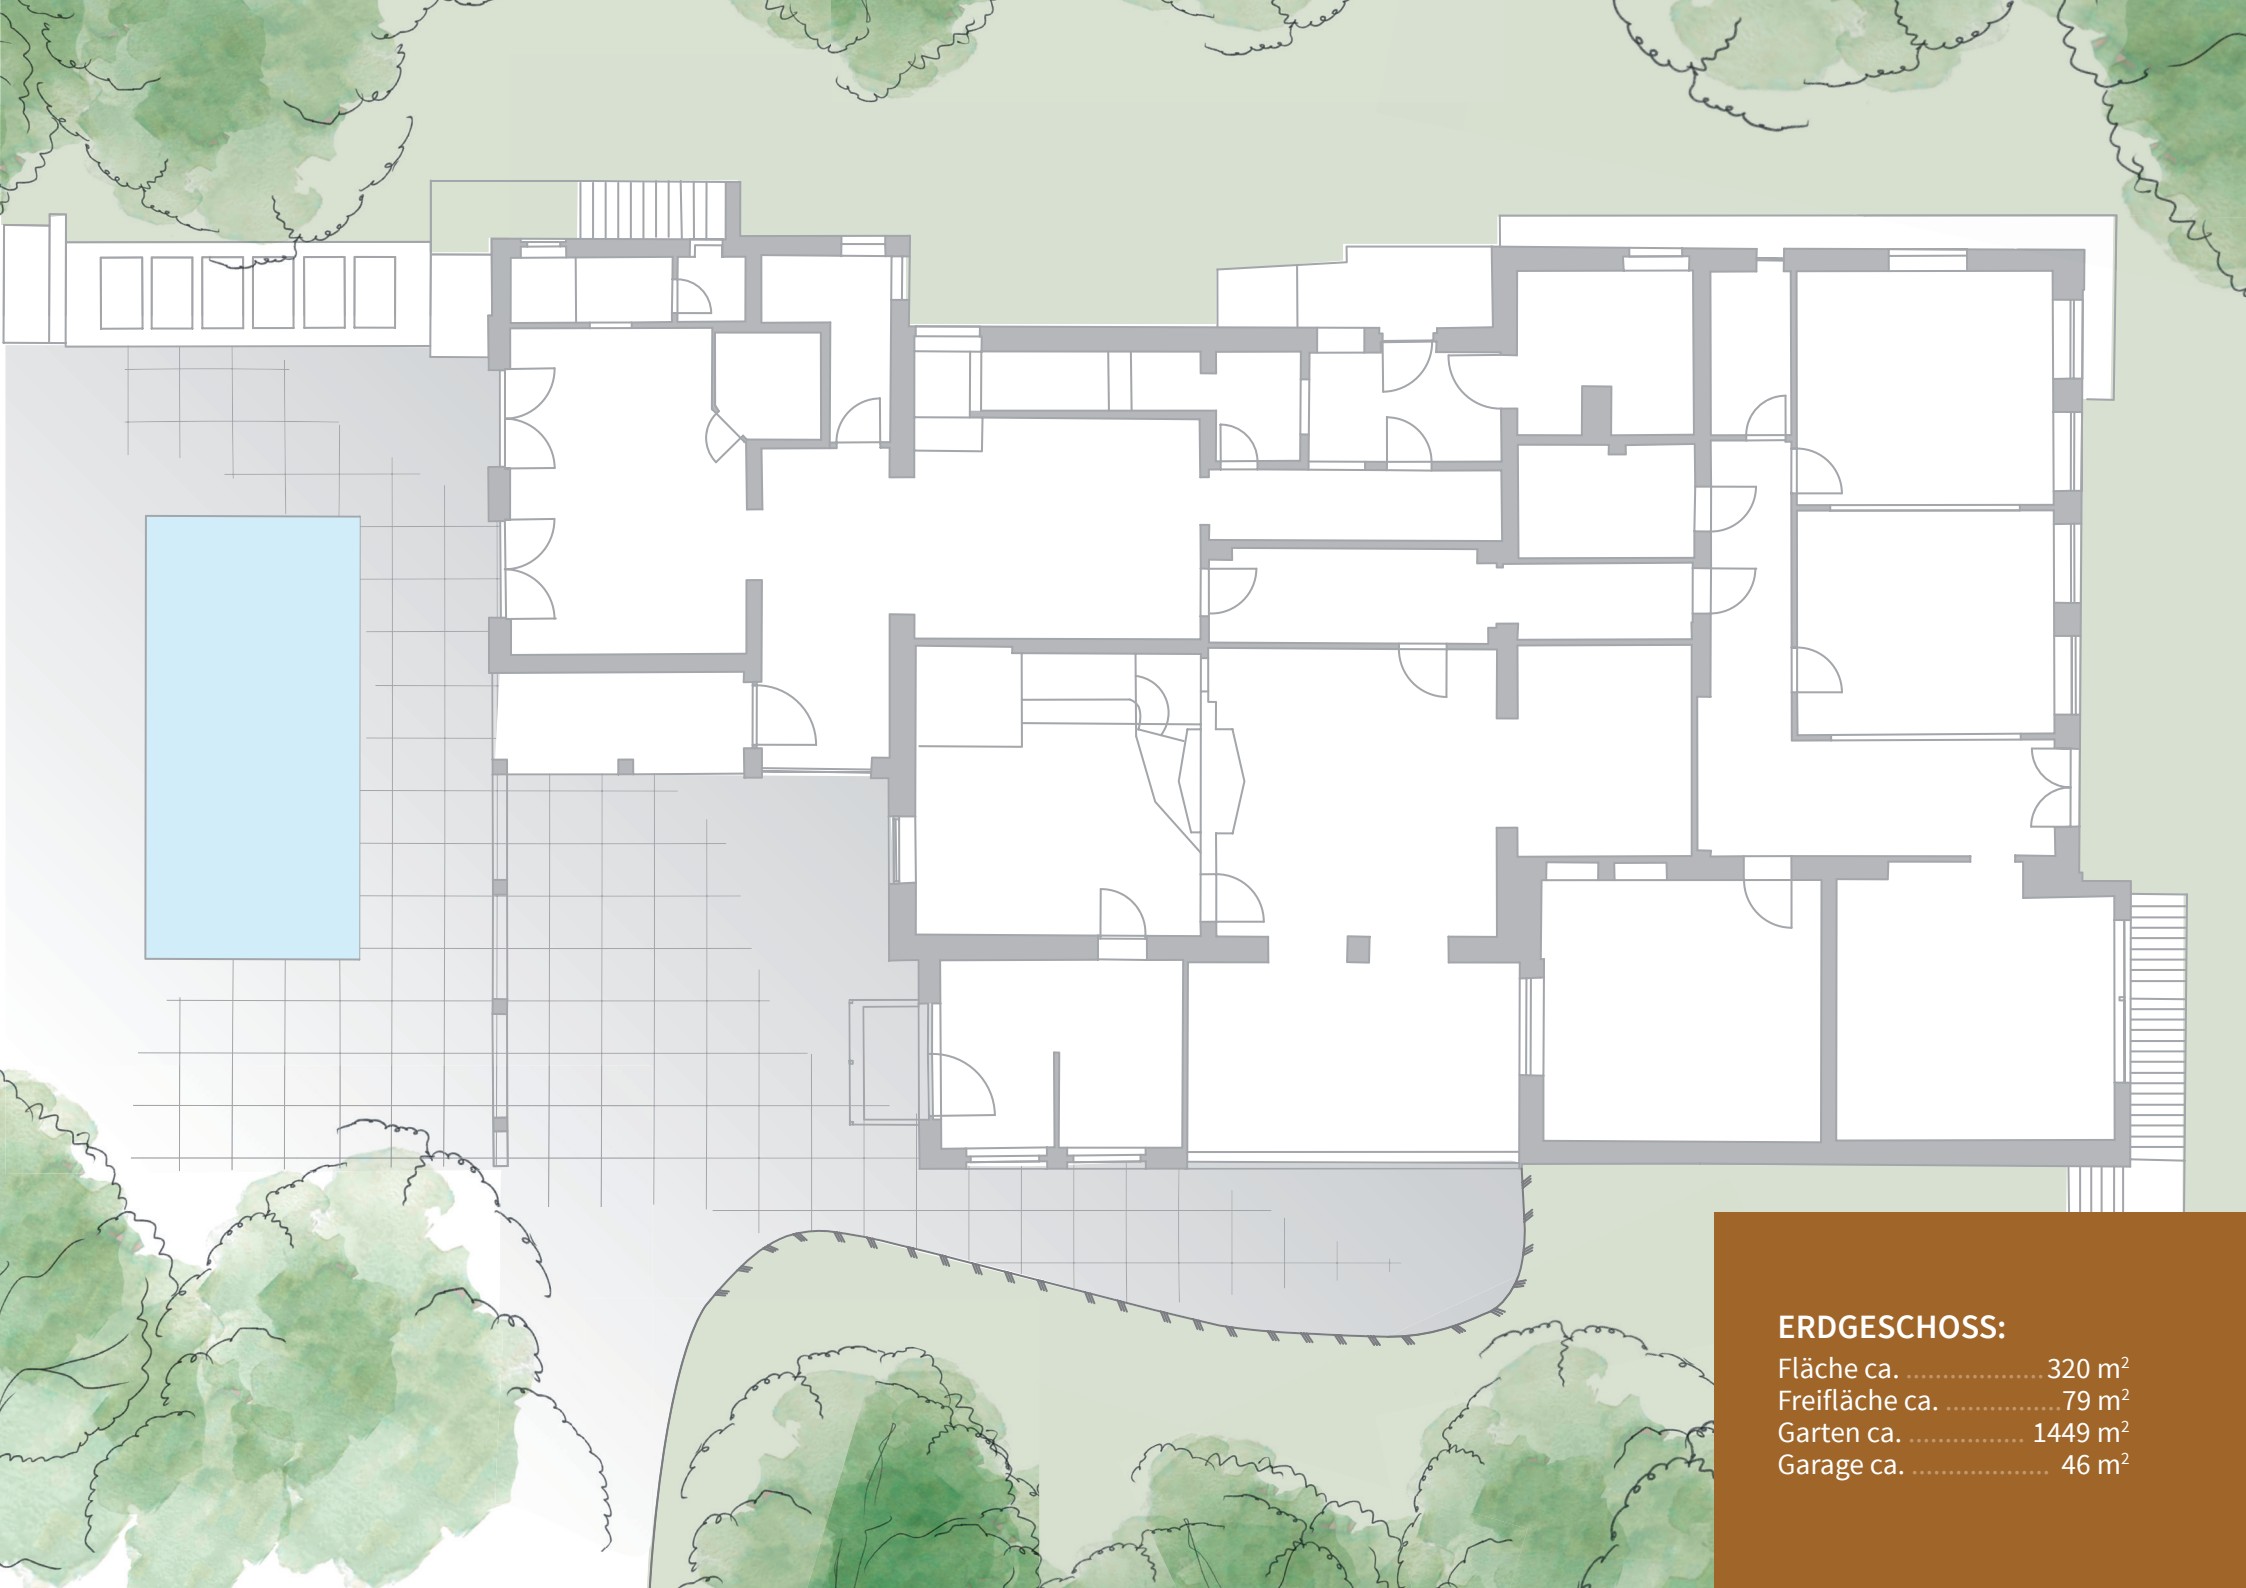 ERDGESCHOSS:
Fläche ca. ................... 320 m²
Freifläche ca. ................ 79 m²
Garten ca. ................ 1449 m²
Garage ca. ................... 46 m²